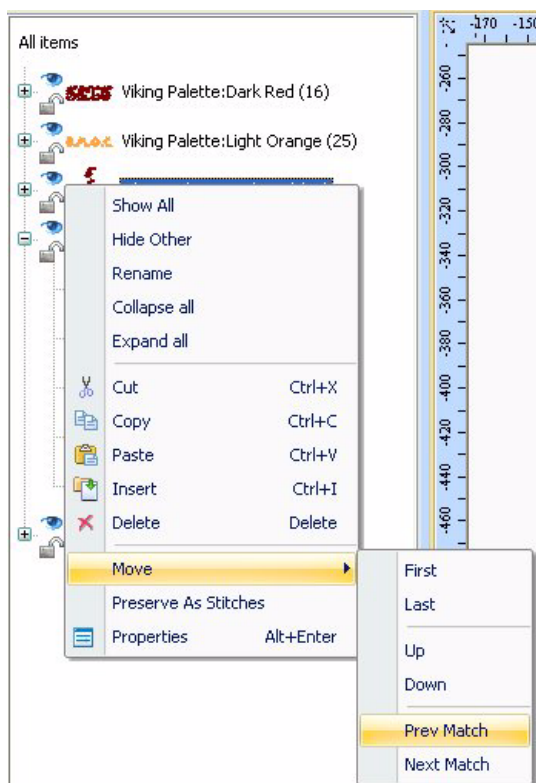 All items
-170 -150
Viking Palette:Dark Red (16)
Viking Palette:Light Orange (25)
Show All
Hide Other
Rename
Collapse all
Expand all
Cut Ctrl+X
Copy Ctrl+C
Paste Ctrl+V
Insert Ctrl+I
Delete Delete
Move
Preserve As Stitches
Properties Alt+Enter
First
Last
Up
Down
Prev Match
Next Match
-260
-280
-300
-320
-340
-360
-380
-400
-420
-440
-460